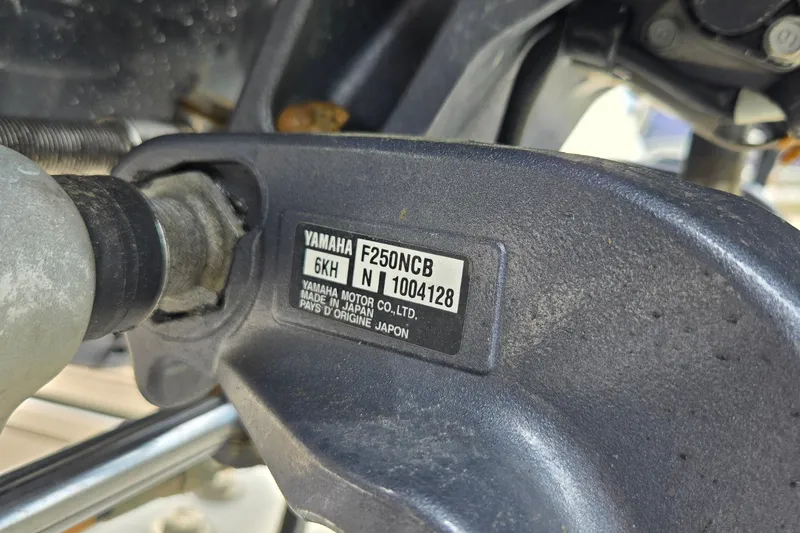 YAMAHA F250NCB
6KH N 1004128
YAMAHA MOTOR CO.,LTD.
MADE IN JAPAN
PAYS D'ORIGINE JAPON